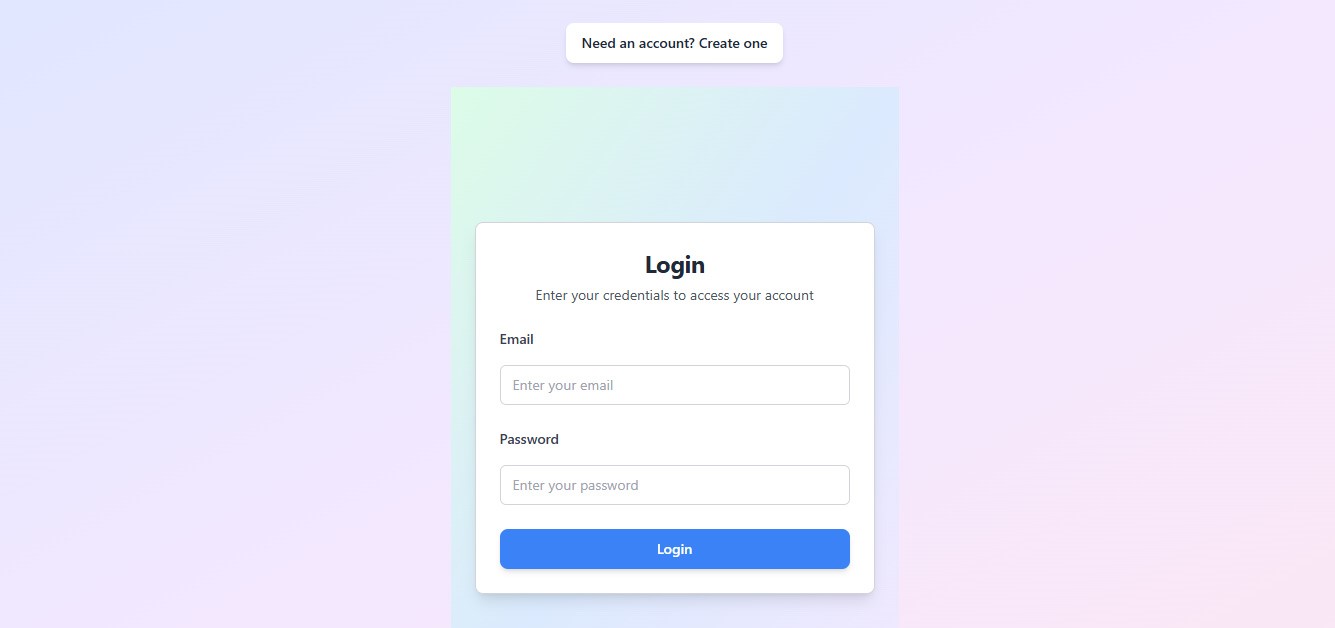 Need an account? Create one
Login
Enter your credentials to access your account
Email
Enter your email
Password
Enter your password
Login